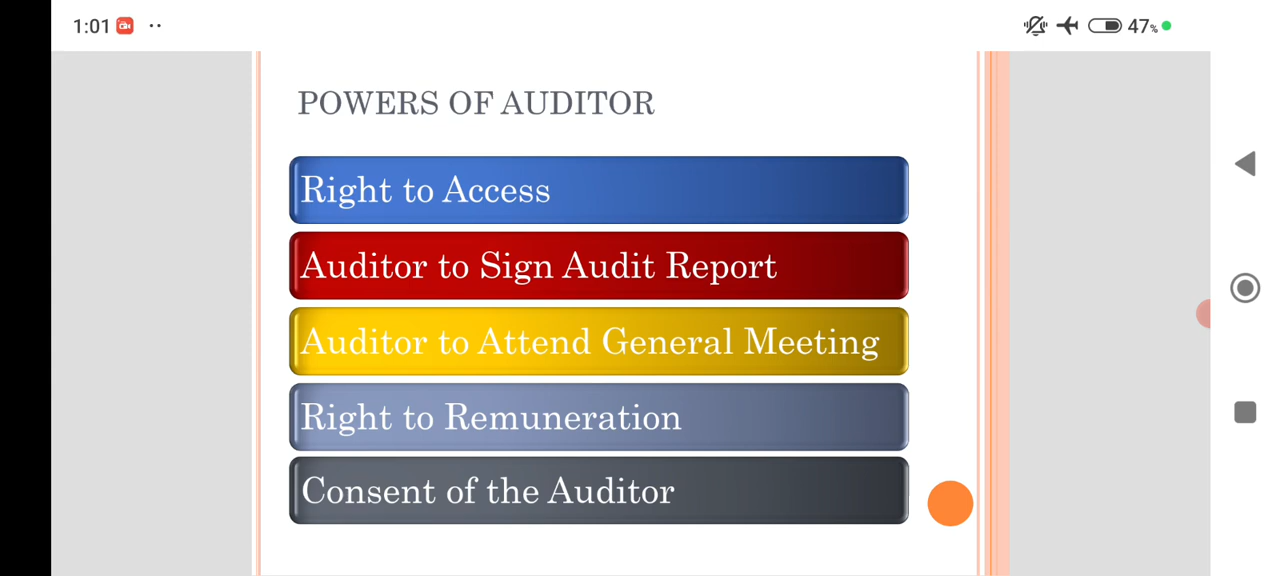 1:01
47%
POWERS OF AUDITOR
Right to Access
Auditor to Sign Audit Report
Auditor to Attend General Meeting
Right to Remuneration
Consent of the Auditor